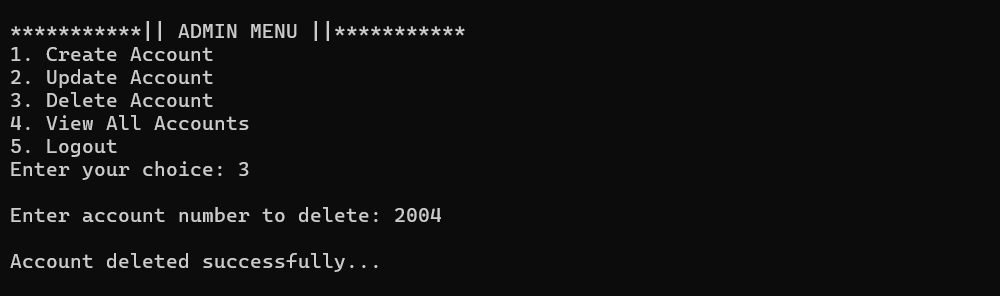 ***********|| ADMIN MENU ||***********
1. Create Account
2. Update Account
3. Delete Account
4. View All Accounts
5. Logout
Enter your choice: 3
Enter account number to delete: 2004
Account deleted successfully...